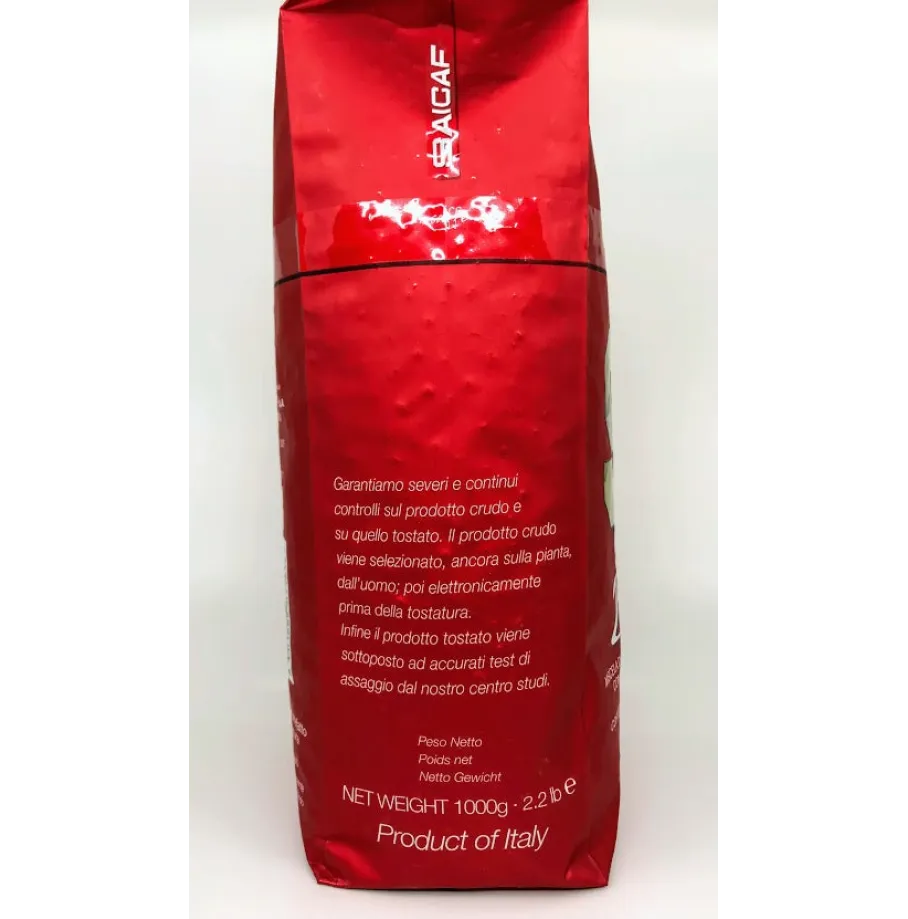 SAICAF
Garantiamo severi e continui
controlli sul prodotto crudo e
su quello tostato. Il prodotto crudo
viene selezionato, ancora sulla pianta,
dall'uomo; poi elettronicamente
prima della tostatura.
Infine il prodotto tostato viene
sottoposto ad accurati test di
assaggio dal nostro centro studi.
Peso Netto
Poids net
Netto Gewicht
NET WEIGHT 1000g · 2.2 lb ℮
Product of Italy